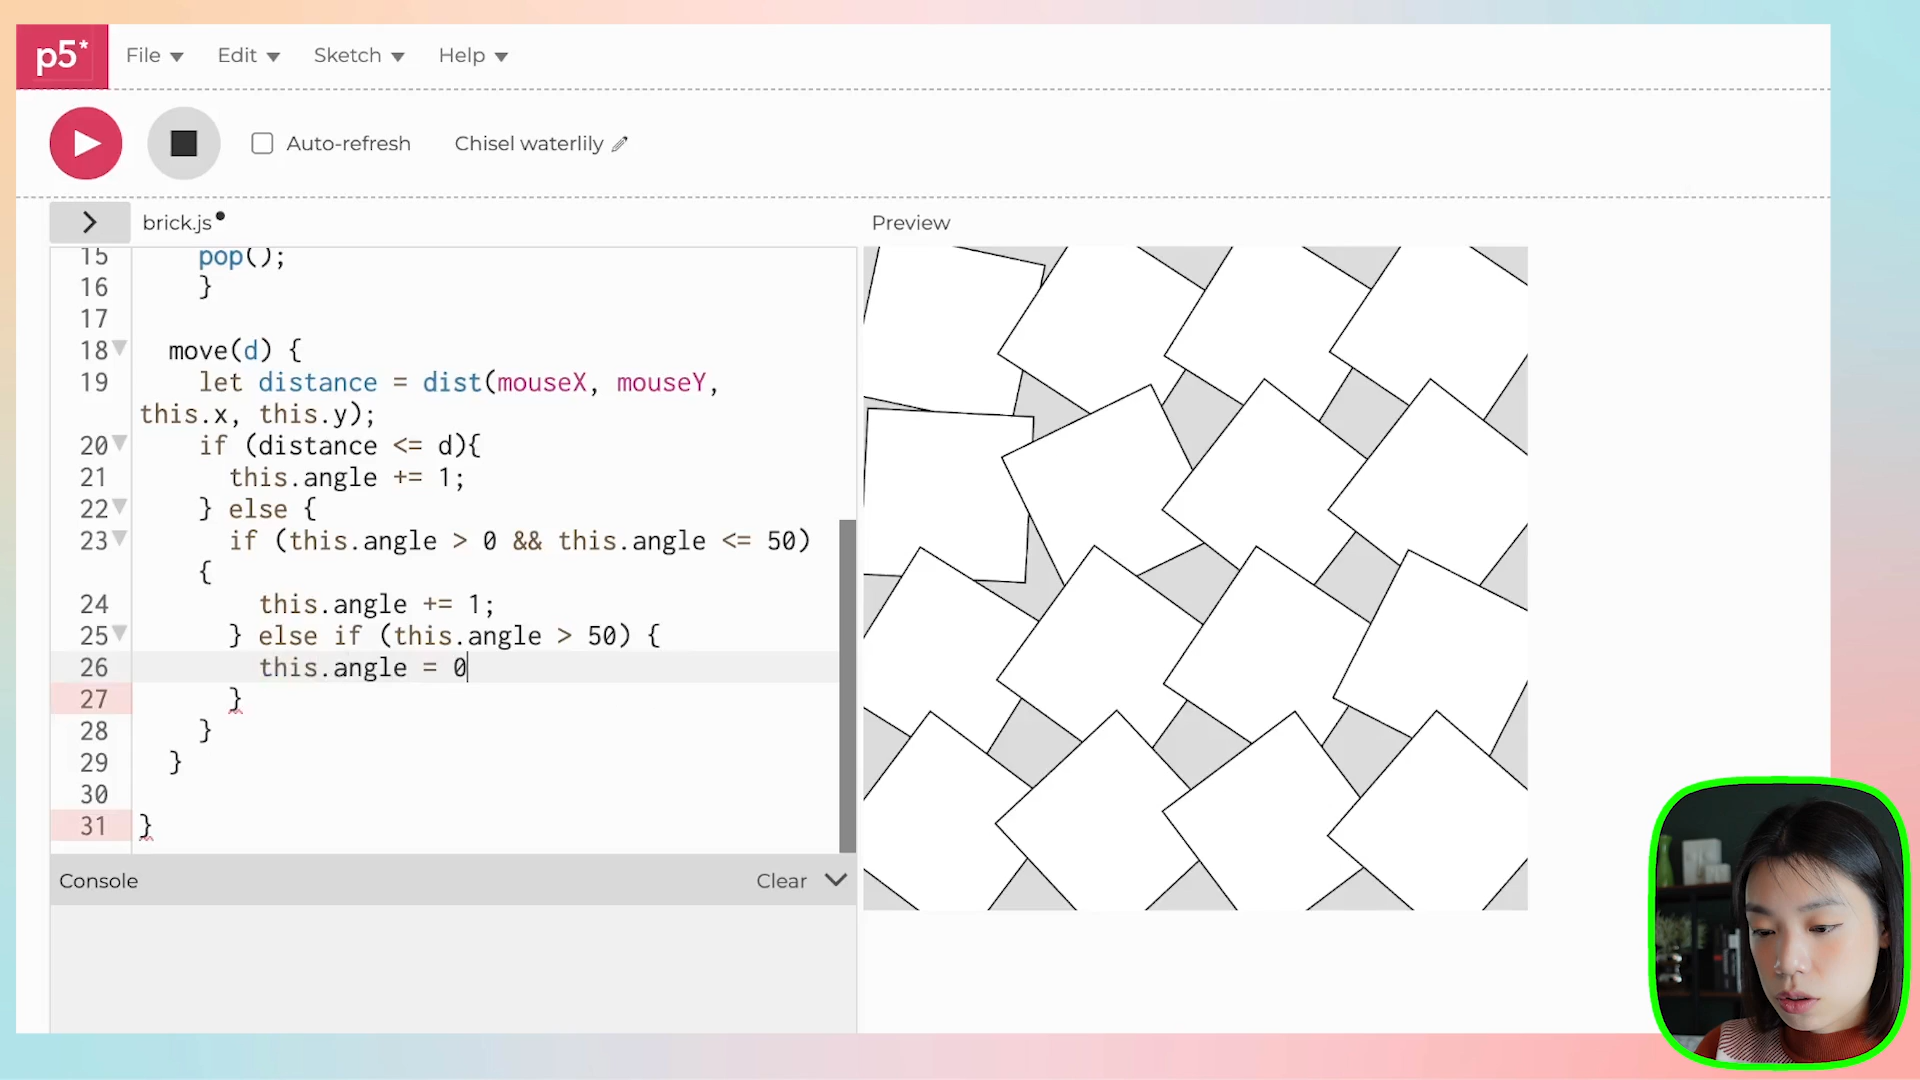 p5*
File
Edit
Sketch
Help
Auto-refresh
Chisel waterlily
brick.js
Preview
15 pop();
16 }
17
18 move(d) {
19 let distance = dist(mouseX, mouseY,
this.x, this.y);
20 if (distance <= d){
21 this.angle += 1;
22 } else {
23 if (this.angle > 0 && this.angle <= 50)
{
24 this.angle += 1;
25 } else if (this.angle > 50) {
26 this.angle = 0
27 }
28 }
29 }
30
31 }
Console
Clear